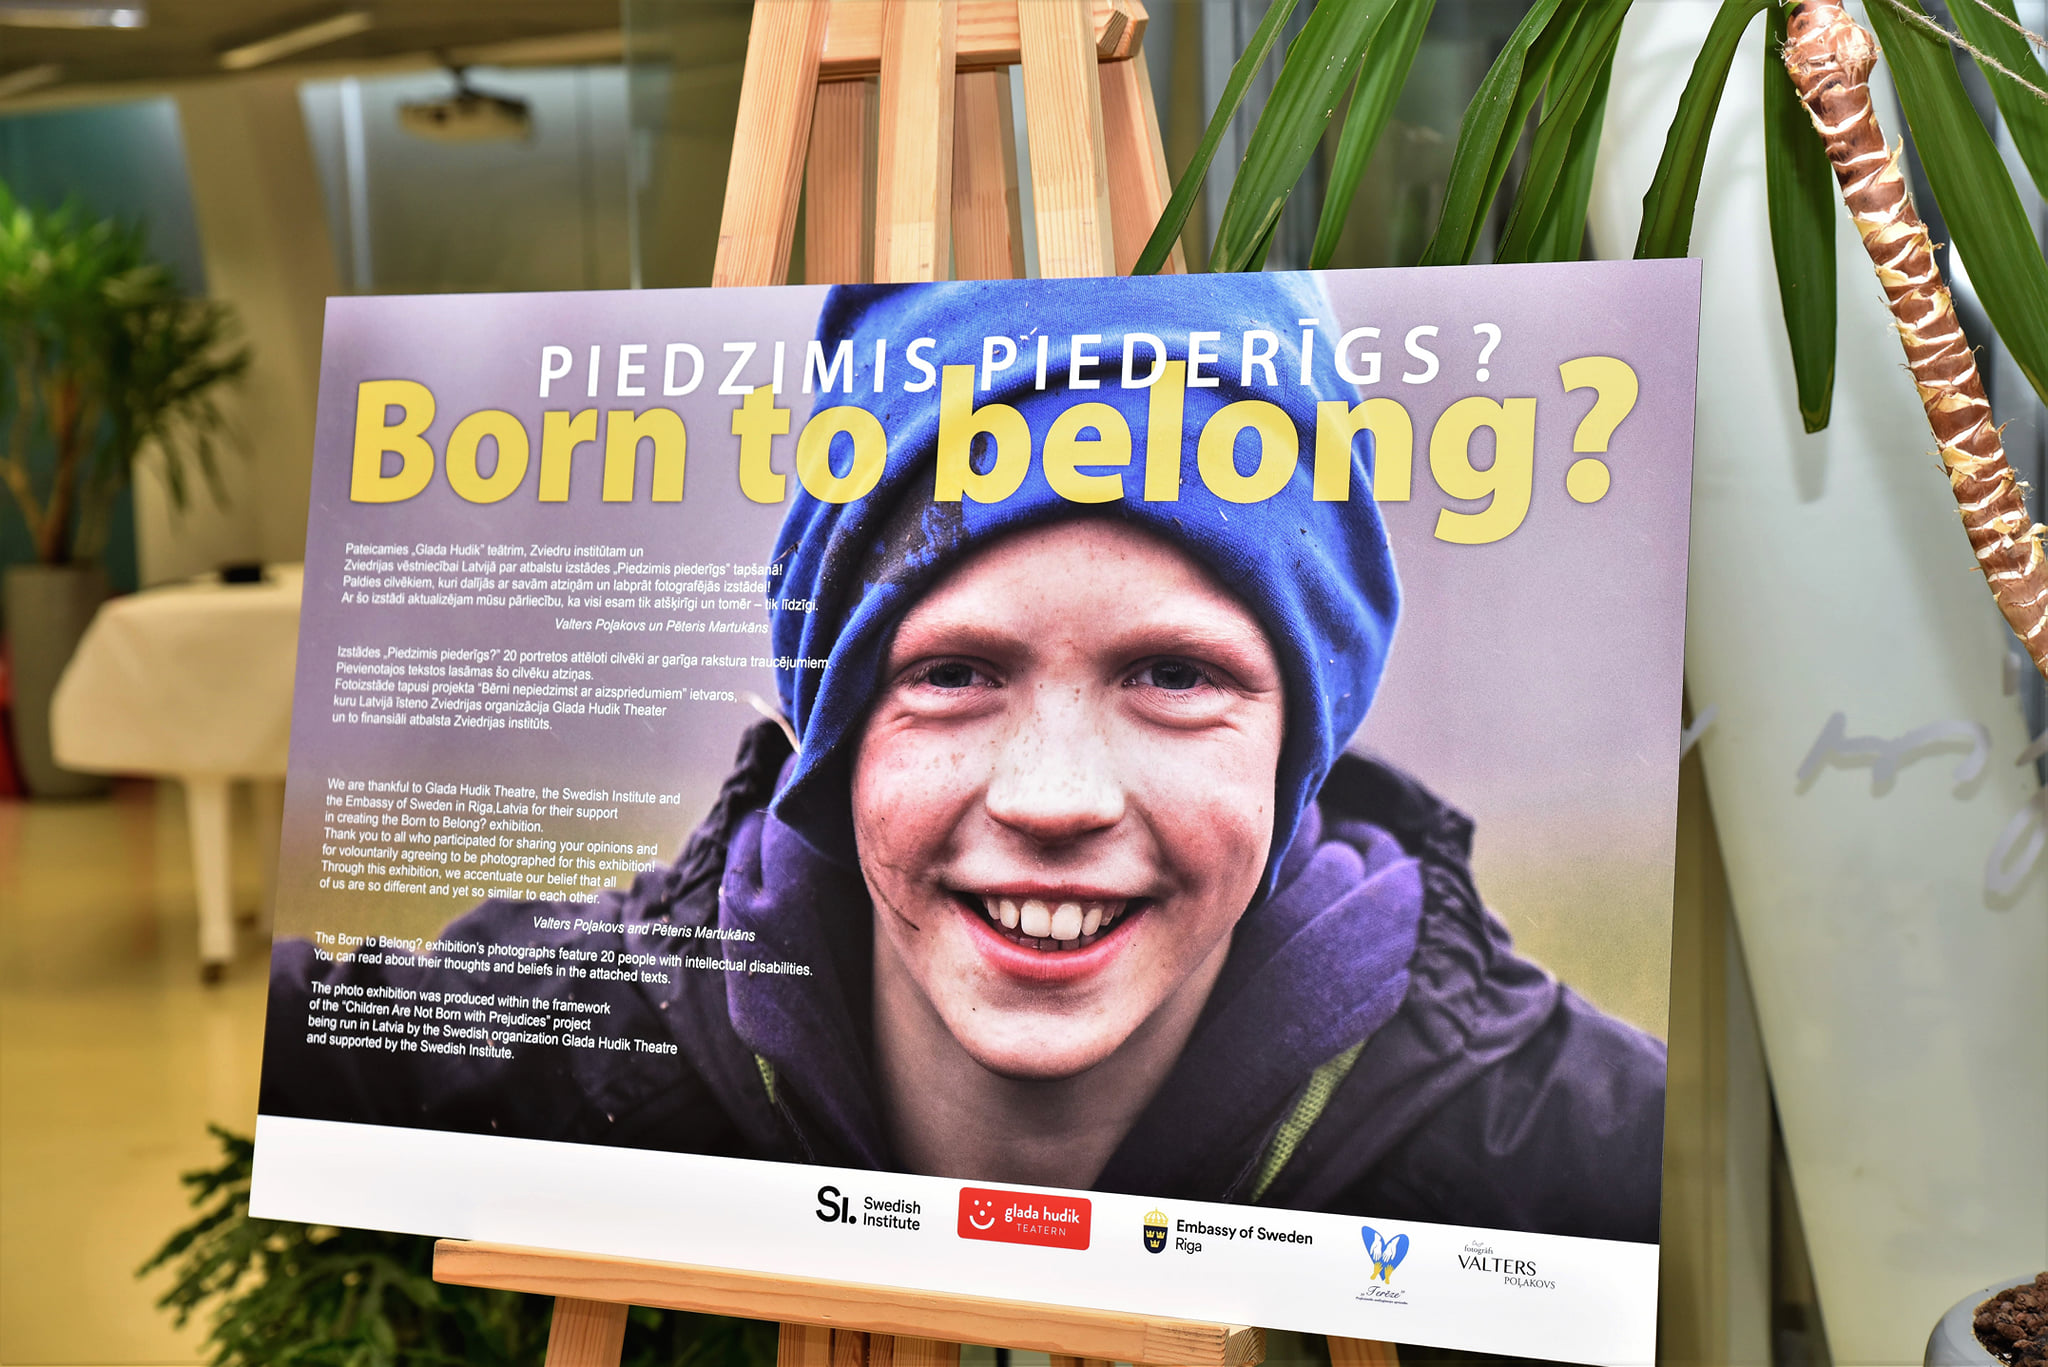 PIEDZIMIS PIEDERĪGS?
Born to belong?
Pateicamies „Glada Hudik” teātrim, Zviedru institūtam un
Zviedrijas vēstniecībai Latvijā par atbalstu izstādes „Piedzimis piederīgs” tapšanā!
Paldies cilvēkiem, kuri dalījās ar savām atziņām un labprāt fotografējās izstādei!
Ar šo izstādi aktualizējam mūsu pārliecību, ka visi esam tik atšķirīgi un tomēr – tik līdzīgi.
Valters Poļakovs un Pēteris Martukāns
Izstādes „Piedzimis piederīgs?” 20 portretos attēloti cilvēki ar garīga rakstura traucējumiem.
Pievienotajos tekstos lasāmas šo cilvēku atziņas.
Fotoizstāde tapusi projekta “Bērni nepiedzimst ar aizspriedumiem” ietvaros,
kuru Latvijā īsteno Zviedrijas organizācija Glada Hudik Theater
un to finansiāli atbalsta Zviedrijas institūts.
We are thankful to Glada Hudik Theatre, the Swedish Institute and
the Embassy of Sweden in Riga,Latvia for their support
in creating the Born to Belong? exhibition.
Thank you to all who participated for sharing your opinions and
for voluntarily agreeing to be photographed for this exhibition!
Through this exhibition, we accentuate our belief that all
of us are so different and yet so similar to each other.
Valters Poļakovs and Pēteris Martukāns
The Born to Belong? exhibition's photographs feature 20 people with intellectual disabilities.
You can read about their thoughts and beliefs in the attached texts.
The photo exhibition was produced within the framework
of the “Children Are Not Born with Prejudices” project
being run in Latvia by the Swedish organization Glada Hudik Theatre
and supported by the Swedish Institute.
SI. Swedish
Institute
glada hudik
TEATERN
Embassy of Sweden
Riga
„Terēze”
fotogrāfs
VALTERS
POĻAKOVS